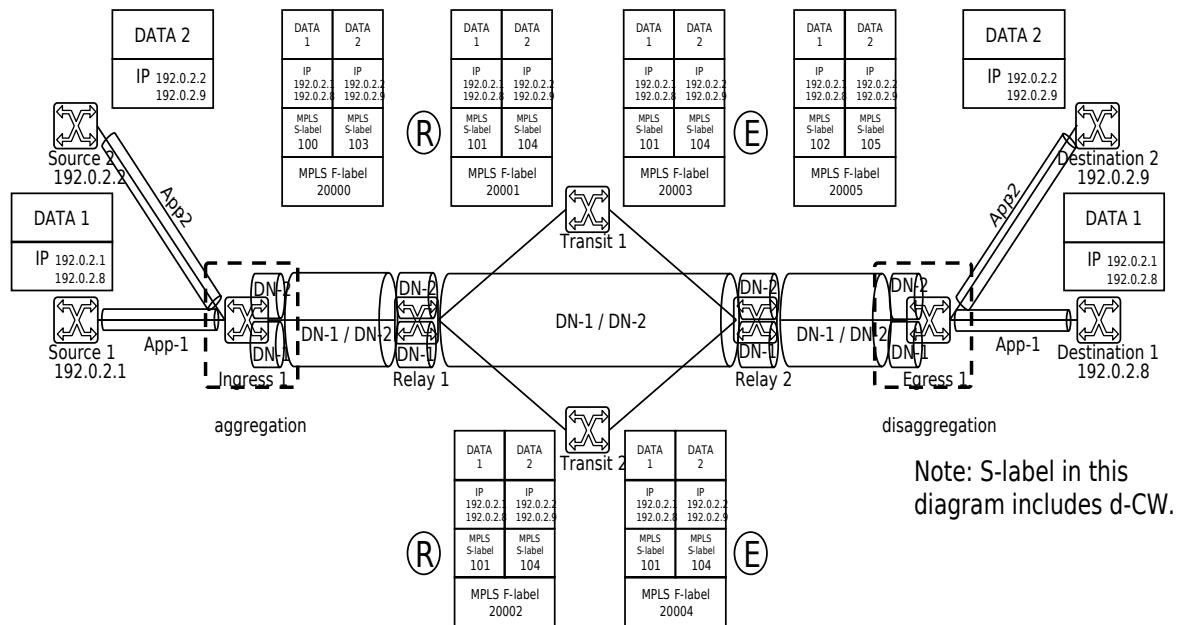 DATA 2
IP 192.0.2.2
192.0.2.9
DATA
1
DATA
2
IP
192.0.2.1
192.0.2.8
IP
192.0.2.2
192.0.2.9
MPLS
S-label
100
MPLS
S-label
103
MPLS F-label
20000
R
DATA
1
DATA
2
IP
192.0.2.1
192.0.2.8
IP
192.0.2.2
192.0.2.9
MPLS
S-label
101
MPLS
S-label
104
MPLS F-label
20001
DATA
1
DATA
2
IP
192.0.2.1
192.0.2.8
IP
192.0.2.2
192.0.2.9
MPLS
S-label
101
MPLS
S-label
104
MPLS F-label
20003
E
DATA
1
DATA
2
IP
192.0.2.1
192.0.2.8
IP
192.0.2.2
192.0.2.9
MPLS
S-label
102
MPLS
S-label
105
MPLS F-label
20005
DATA 2
IP 192.0.2.2
192.0.2.9
Source 2
192.0.2.2
App2
DATA 1
IP 192.0.2.1
192.0.2.8
Source 1
192.0.2.1
App-1
DN-2
DN-1
Ingress 1
aggregation
DN-1 / DN-2
DN-2
DN-1
Relay 1
Transit 1
DN-1 / DN-2
Transit 2
DN-2
DN-1
Relay 2
DN-1 / DN-2
DN-2
DN-1
Egress 1
disaggregation
App2
Destination 2
192.0.2.9
DATA 1
IP 192.0.2.1
192.0.2.8
App-1
Destination 1
192.0.2.8
R
DATA
1
DATA
2
IP
192.0.2.1
192.0.2.8
IP
192.0.2.2
192.0.2.9
MPLS
S-label
101
MPLS
S-label
104
MPLS F-label
20002
DATA
1
DATA
2
IP
192.0.2.1
192.0.2.8
IP
192.0.2.2
192.0.2.9
MPLS
S-label
101
MPLS
S-label
104
MPLS F-label
20004
E
Note: S-label in this
diagram includes d-CW.